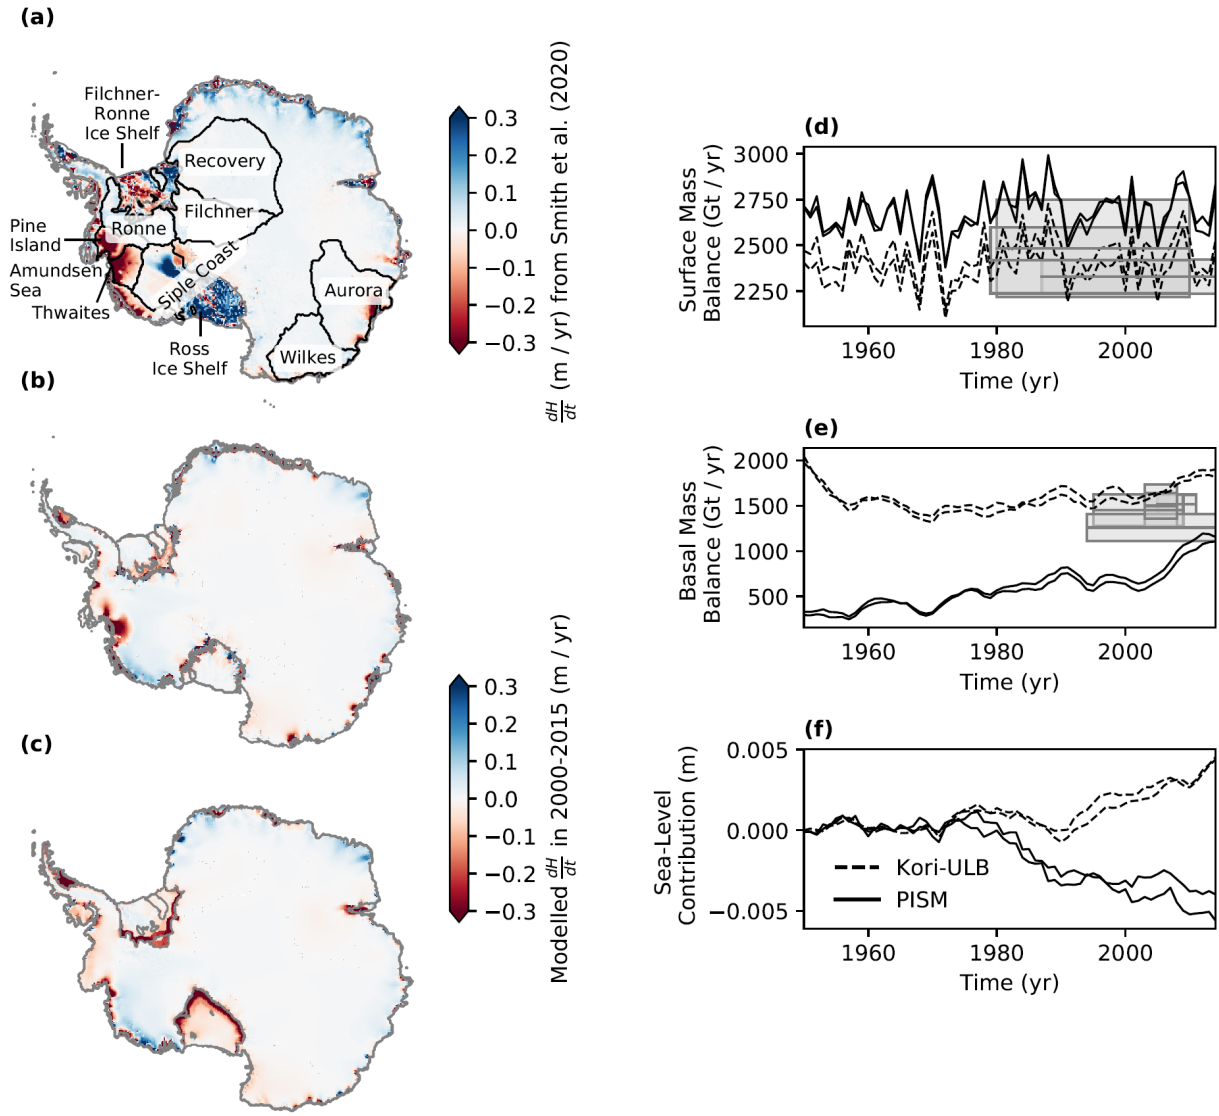 (a)
Filchner-
Ronne
Ice Shelf
Recovery
Filchner
Ronne
Pine
Island
Amundsen
Sea
Thwaites
Siple Coast
Ross
Ice Shelf
Aurora
Wilkes
0.3
0.2
0.1
0.0
−0.1
−0.2
−0.3
dH/dt (m / yr) from Smith et al. (2020)
(b)
(c)
0.3
0.2
0.1
0.0
−0.1
−0.2
−0.3
Modelled dH/dt in 2000-2015 (m / yr)
(d)
Surface Mass
Balance (Gt / yr)
3000
2750
2500
2250
1960
1980
2000
Time (yr)
(e)
Basal Mass
Balance (Gt / yr)
2000
1500
1000
500
1960
1980
2000
Time (yr)
(f)
Sea-Level
Contribution (m)
0.005
0.000
−0.005
Kori-ULB
PISM
1960
1980
2000
Time (yr)